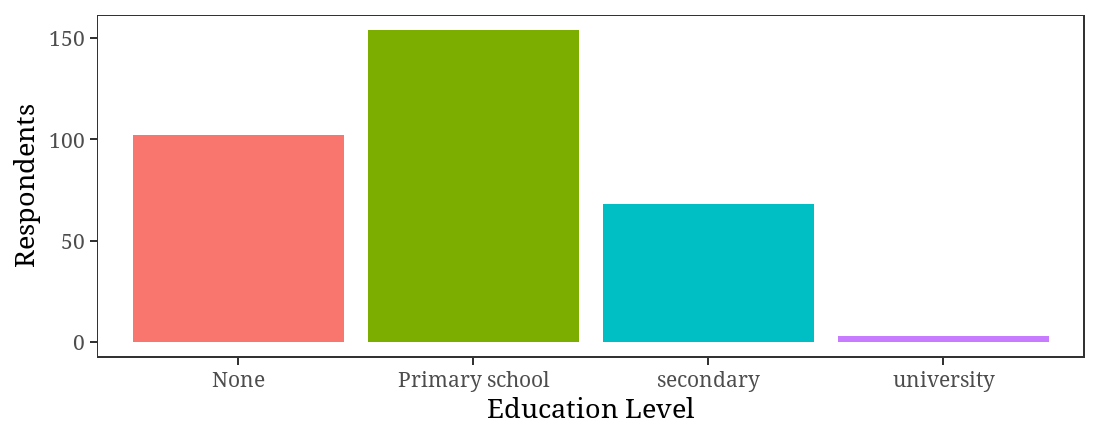 Respondents
150
100
50
0
None
Primary school
secondary
university
Education Level